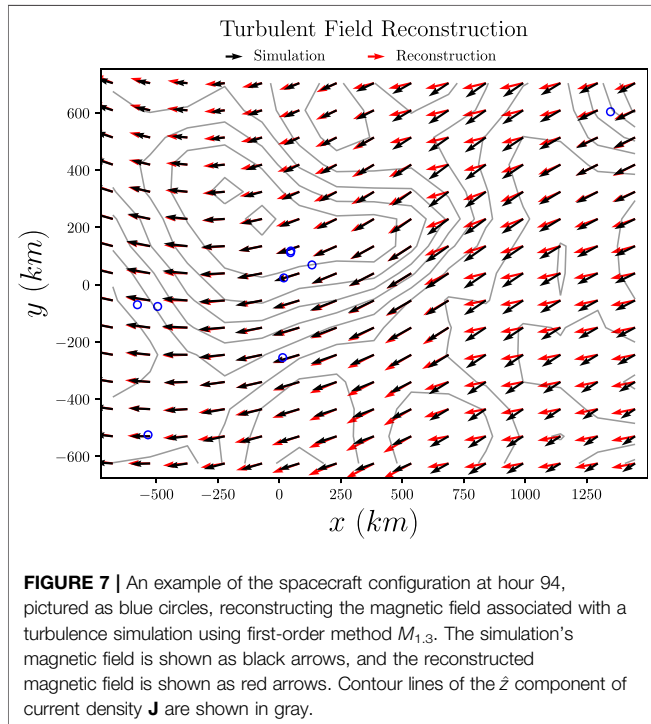 Turbulent Field Reconstruction
Simulation Reconstruction
600
400
200
0
−200
−400
−600
y (km)
−500 −250 0 250 500 750 1000 1250
x (km)
FIGURE 7 | An example of the spacecraft configuration at hour 94,
pictured as blue circles, reconstructing the magnetic field associated with a
turbulence simulation using first-order method M₁.₃. The simulation's
magnetic field is shown as black arrows, and the reconstructed
magnetic field is shown as red arrows. Contour lines of the ẑ component of
current density J are shown in gray.